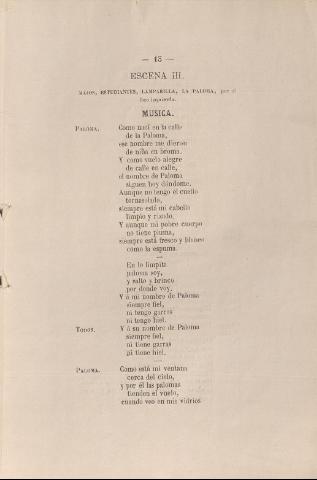 — 13 —
ESCENA III.
MAJOS, ESTUDIANTES, LAMPARILLA, LA PALOMA, por el
foro izquierda.
MÚSICA.
PALOMA. Como nací en la calle
de la Paloma,
ese nombre me dieron
de niña en broma.
Y como vuelo alegre
de calle en calle,
el nombre de Paloma
siguen hoy dándome.
Aunque no tengo el cuello
tornasolado,
siempre está mi cabello
limpio y rizado.
Y aunque mi pobre cuerpo
no tiene pluma,
siempre está fresco y blanco
como la espuma.
—
En lo limpita
paloma soy,
y salto y brinco
por donde voy.
Y á mi nombre de Paloma
siempre fiel,
ni tengo garras
ni tengo hiel.
TODOS. Y á su nombre de Paloma
siempre fiel,
ni tiene garras
ni tiene hiel.
—
PALOMA. Como está mi ventana
cerca del cielo,
y por él las palomas
tienden el vuelo,
cuando veo en mis vidrios